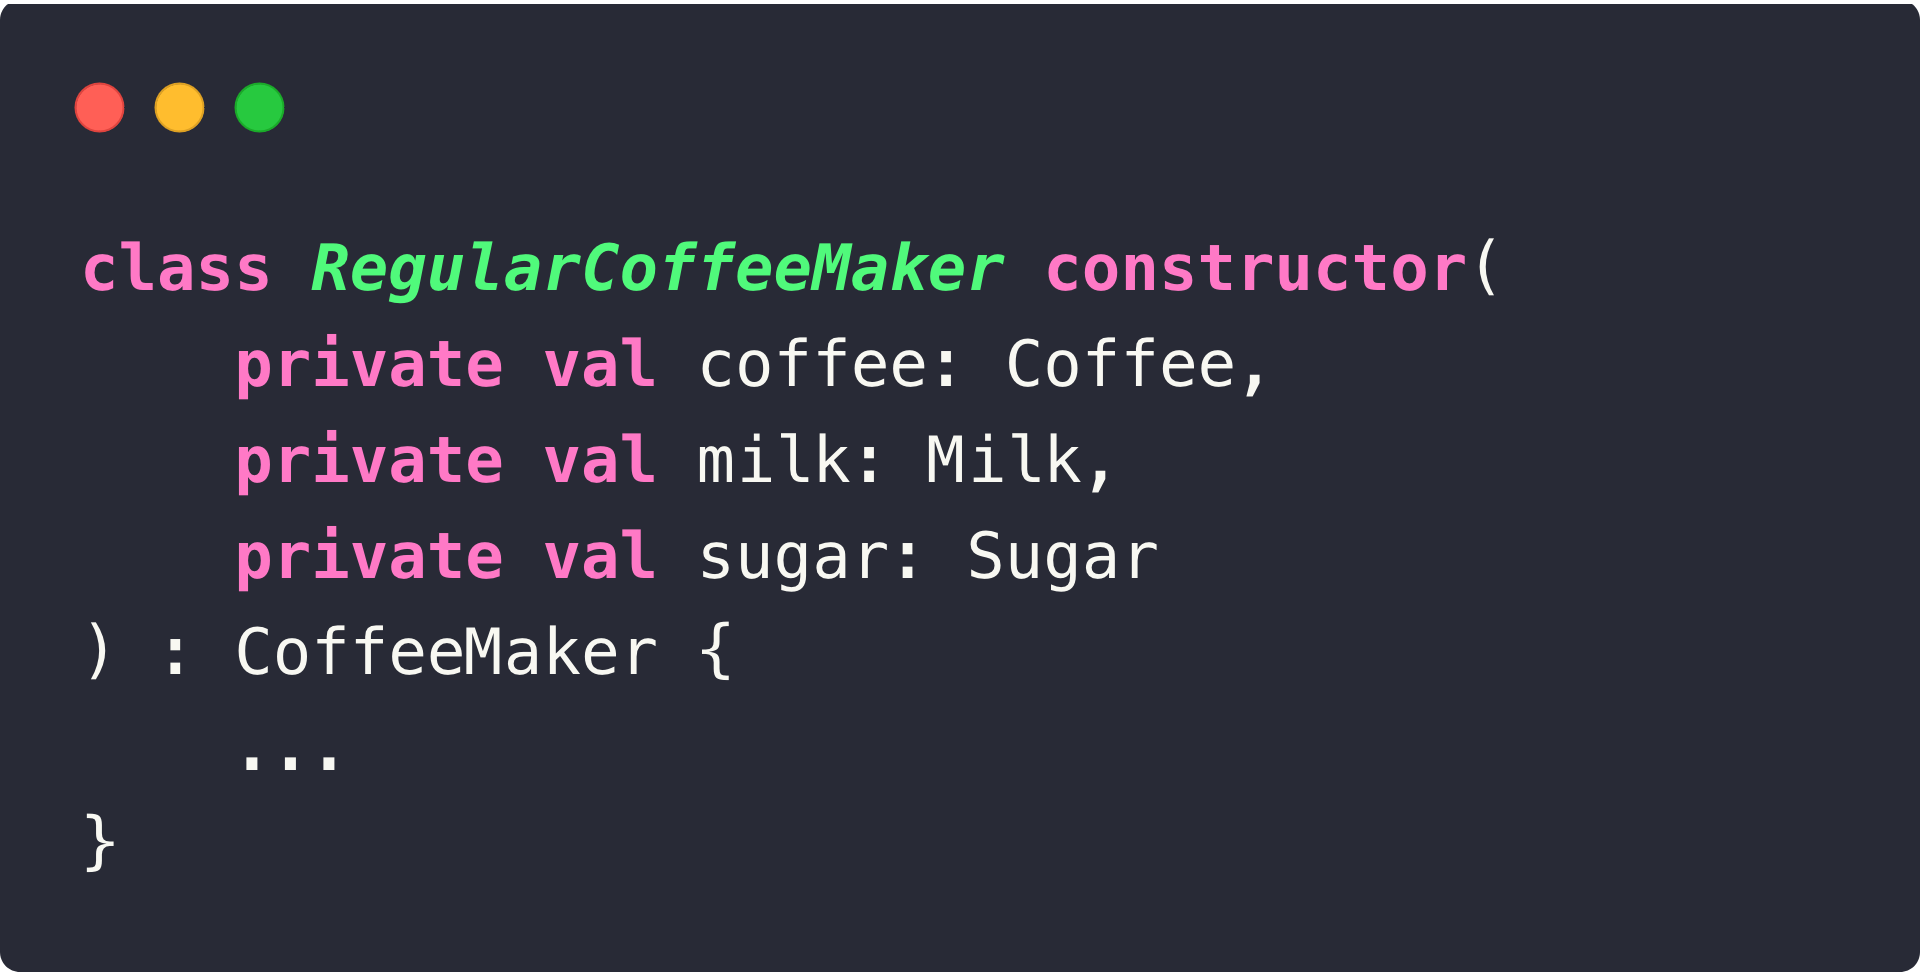 class RegularCoffeeMaker constructor(
    private val coffee: Coffee,
    private val milk: Milk,
    private val sugar: Sugar
) : CoffeeMaker {
    ...
}